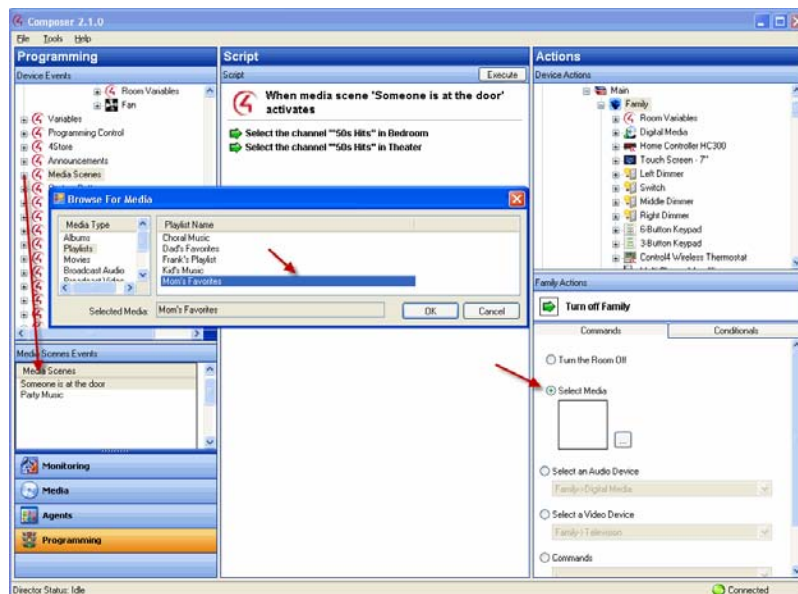 Composer 2.1.0
File Tools Help
Programming
Device Events
Room Variables
Fan
Variables
Programming Control
4Store
Announcements
Media Scenes
Media Scenes Events
Media Scenes
Someone is at the door
Party Music
Monitoring
Media
Agents
Programming
Script
Script Execute
When media scene 'Someone is at the door'
activates
Select the channel ""50s Hits" in Bedroom
Select the channel ""50s Hits" in Theater
Browse For Media
Media Type
Albums
Playlists
Movies
Broadcast Audio
Playlist Name
Choral Music
Dad's Favorites
Frank's Playlist
Kid's Music
Mom's Favorites
Selected Media: Mom's Favorites OK Cancel
Actions
Device Actions
Main
Family
Room Variables
Digital Media
Home Controller HC300
Touch Screen - 7"
Left Dimmer
Switch
Middle Dimmer
Right Dimmer
6-Button Keypad
3-Button Keypad
Control4 Wireless Thermostat
Family Actions
Turn off Family
Commands Conditionals
Turn the Room Off
Select Media
...
Select an Audio Device
Family->Digital Media
Select a Video Device
Family->Television
Commands
Director Status: Idle Connected